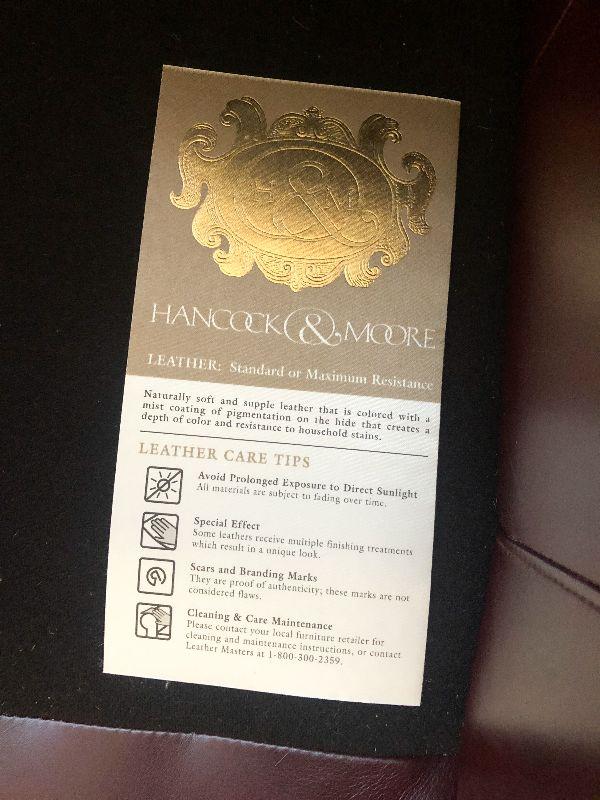 HANCOCK & MOORE
LEATHER: Standard or Maximum Resistance
Naturally soft and supple leather that is colored with a
mist coating of pigmentation on the hide that creates a
depth of color and resistance to household stains.
LEATHER CARE TIPS
Avoid Prolonged Exposure to Direct Sunlight
All materials are subject to fading over time.
Special Effect
Some leathers receive multiple finishing treatments
which result in a unique look.
Scars and Branding Marks
They are proof of authenticity; these marks are not
considered flaws.
Cleaning & Care Maintenance
Please contact your local furniture retailer for
cleaning and maintenance instructions, or contact
Leather Masters at 1-800-300-2359.